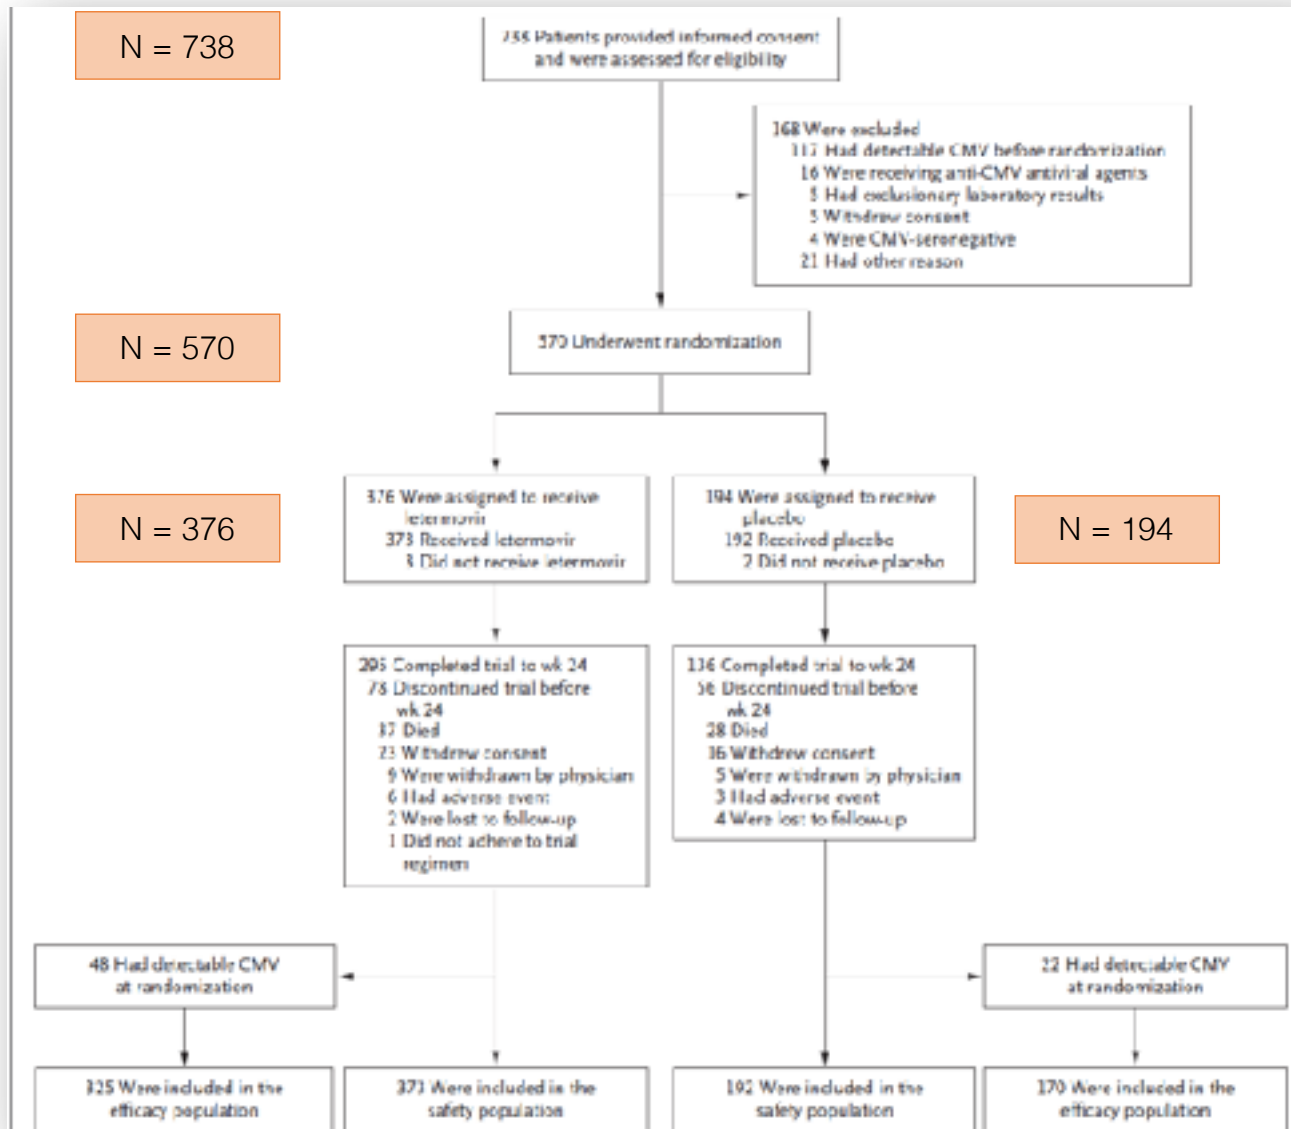 N = 738
738 Patients provided informed consent
and were assessed for eligibility
168 Were excluded
117 Had detectable CMV before randomization
16 Were receiving anti-CMV antiviral agents
5 Had exclusionary laboratory results
5 Withdrew consent
4 Were CMV-seronegative
21 Had other reason
N = 570
570 Underwent randomization
N = 376
376 Were assigned to receive
letermovir
373 Received letermovir
3 Did not receive letermovir
194 Were assigned to receive
placebo
192 Received placebo
2 Did not receive placebo
N = 194
295 Completed trial to wk 24
78 Discontinued trial before
wk 24
37 Died
23 Withdrew consent
9 Were withdrawn by physician
6 Had adverse event
2 Were lost to follow-up
1 Did not adhere to trial
regimen
136 Completed trial to wk 24
56 Discontinued trial before
wk 24
28 Died
16 Withdrew consent
5 Were withdrawn by physician
3 Had adverse event
4 Were lost to follow-up
48 Had detectable CMV
at randomization
22 Had detectable CMV
at randomization
325 Were included in the
efficacy population
373 Were included in the
safety population
192 Were included in the
safety population
170 Were included in the
efficacy population